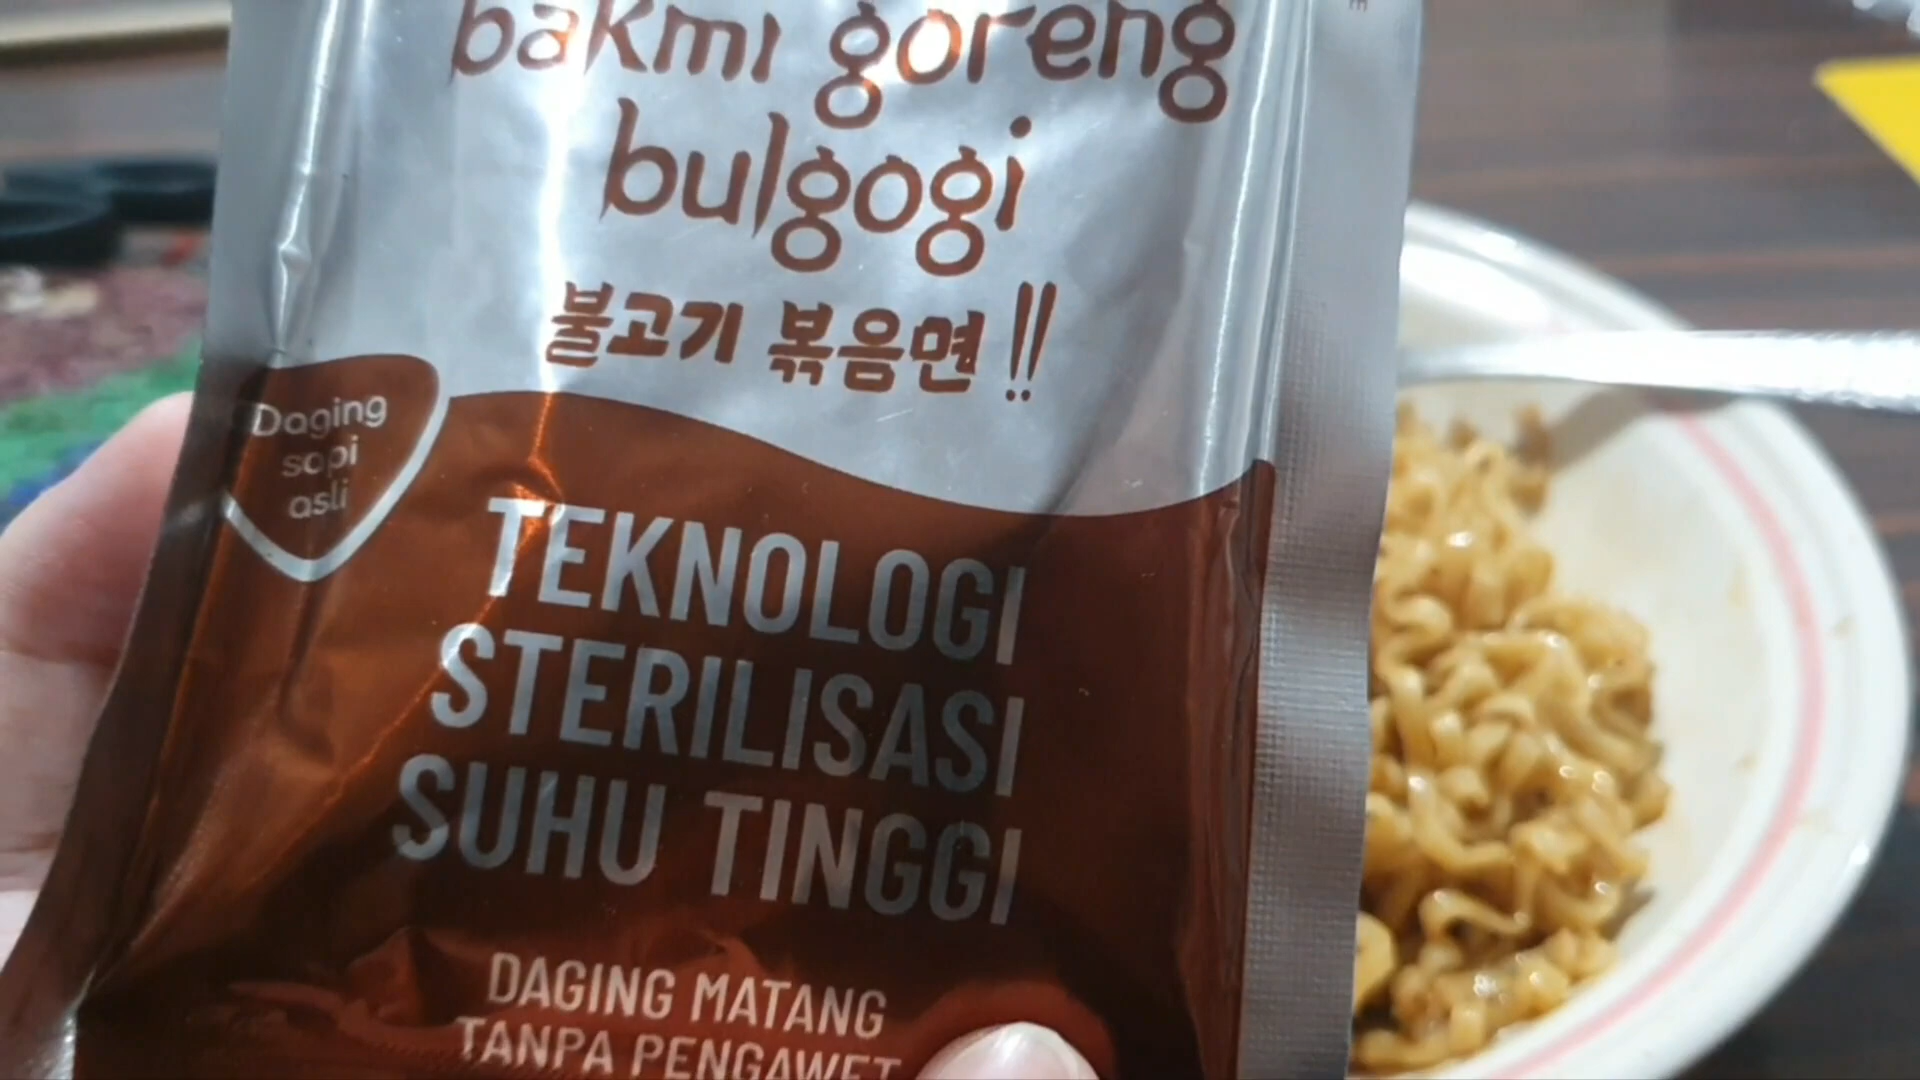 bakmi goreng
bulgogi
불고기 볶음면!!
Daging
sapi
asli
TEKNOLOGI
STERILISASI
SUHU TINGGI
DAGING MATANG
TANPA PENGAWET